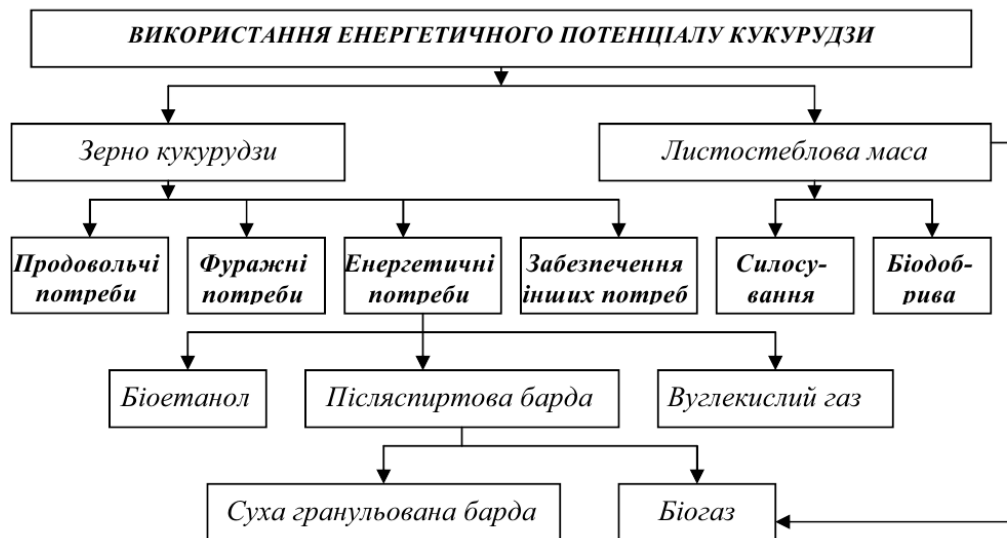 ВИКОРИСТАННЯ ЕНЕРГЕТИЧНОГО ПОТЕНЦІАЛУ КУКУРУДЗИ
Зерно кукурудзи
Листостеблова маса
Продовольчі
потреби
Фуражні
потреби
Енергетичні
потреби
Забезпечення
інших потреб
Силосу-
вання
Біодоб-
рива
Біоетанол
Післяспиртова барда
Вуглекислий газ
Суха гранульована барда
Біогаз